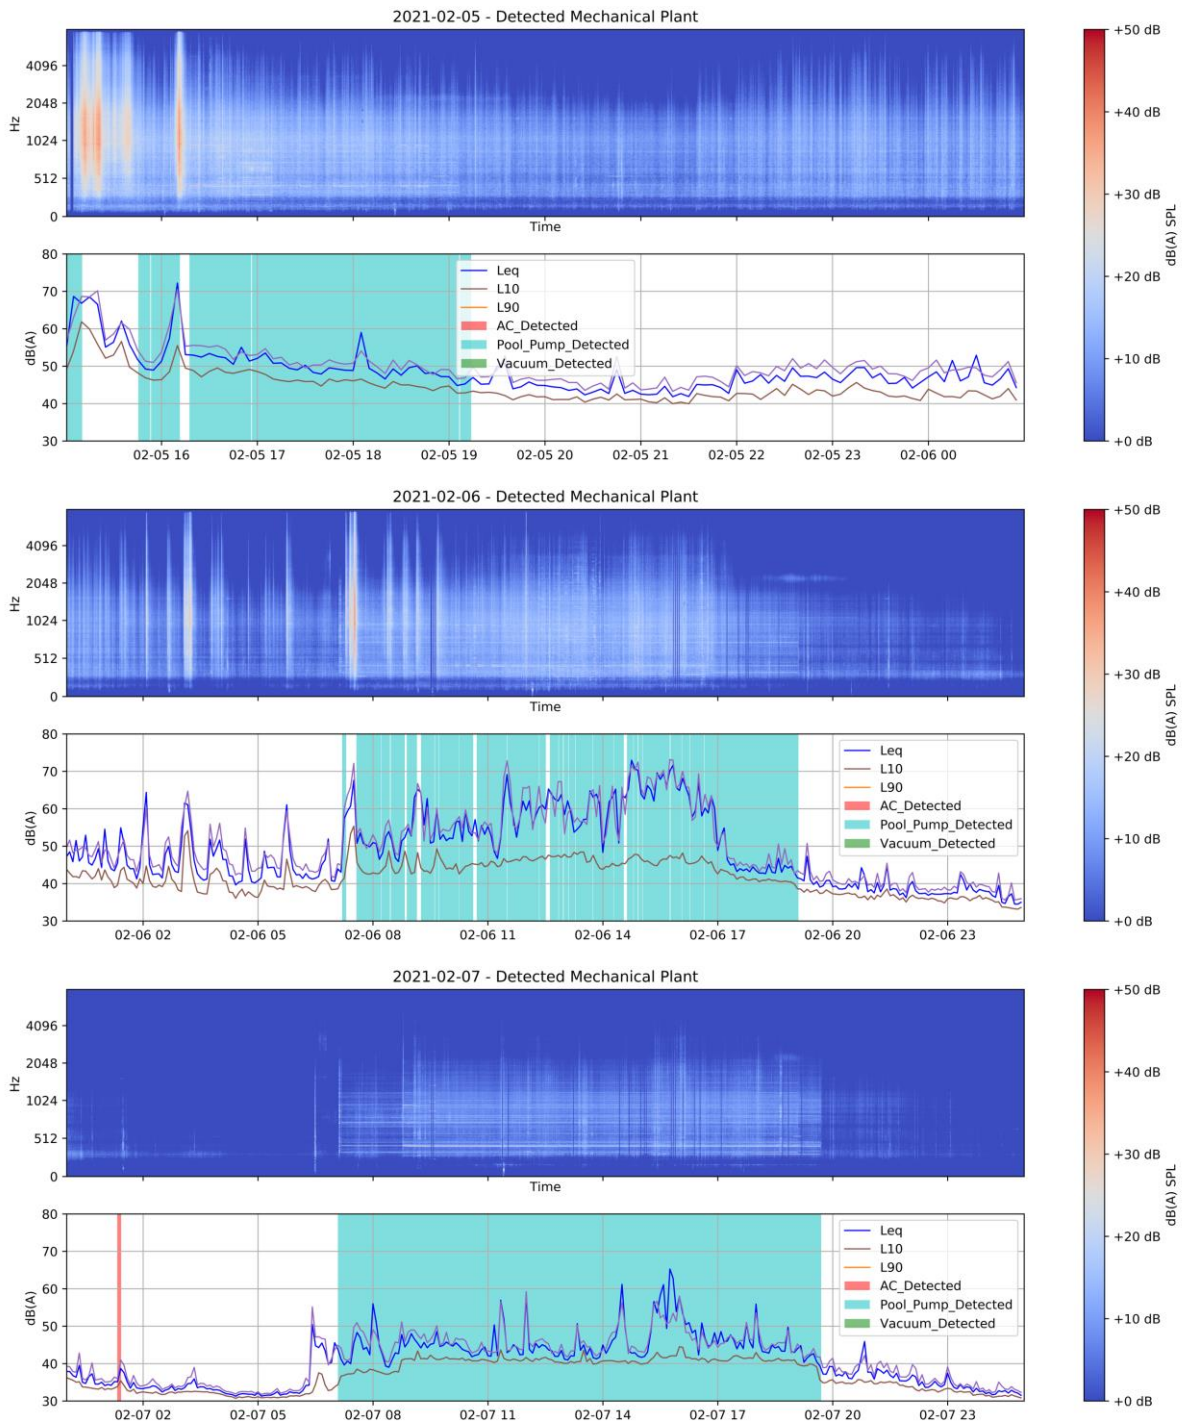 2021-02-05 - Detected Mechanical Plant
Hz
4096
2048
1024
512
0
Time
+50 dB
+40 dB
+30 dB
+20 dB
+10 dB
+0 dB
dB(A) SPL
dB(A)
80
70
60
50
40
30
Leq
L10
L90
AC_Detected
Pool_Pump_Detected
Vacuum_Detected
02-05 16
02-05 17
02-05 18
02-05 19
02-05 20
02-05 21
02-05 22
02-05 23
02-06 00
2021-02-06 - Detected Mechanical Plant
Hz
4096
2048
1024
512
0
Time
+50 dB
+40 dB
+30 dB
+20 dB
+10 dB
+0 dB
dB(A) SPL
dB(A)
80
70
60
50
40
30
Leq
L10
L90
AC_Detected
Pool_Pump_Detected
Vacuum_Detected
02-06 02
02-06 05
02-06 08
02-06 11
02-06 14
02-06 17
02-06 20
02-06 23
2021-02-07 - Detected Mechanical Plant
Hz
4096
2048
1024
512
0
Time
+50 dB
+40 dB
+30 dB
+20 dB
+10 dB
+0 dB
dB(A) SPL
dB(A)
80
70
60
50
40
30
Leq
L10
L90
AC_Detected
Pool_Pump_Detected
Vacuum_Detected
02-07 02
02-07 05
02-07 08
02-07 11
02-07 14
02-07 17
02-07 20
02-07 23